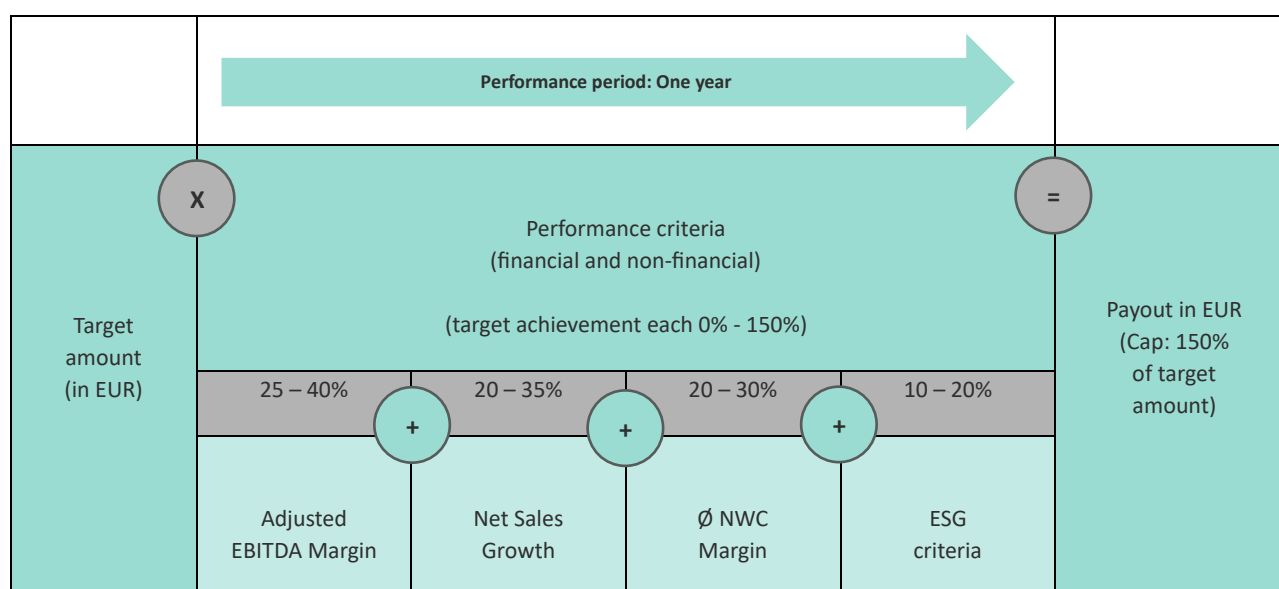 Performance period: One year
X
=
Performance criteria
(financial and non-financial)
(target achievement each 0% - 150%)
Target
amount
(in EUR)
Payout in EUR
(Cap: 150%
of target
amount)
25 – 40%
20 – 35%
20 – 30%
10 – 20%
+
+
+
Adjusted
EBITDA Margin
Net Sales
Growth
Ø NWC
Margin
ESG
criteria